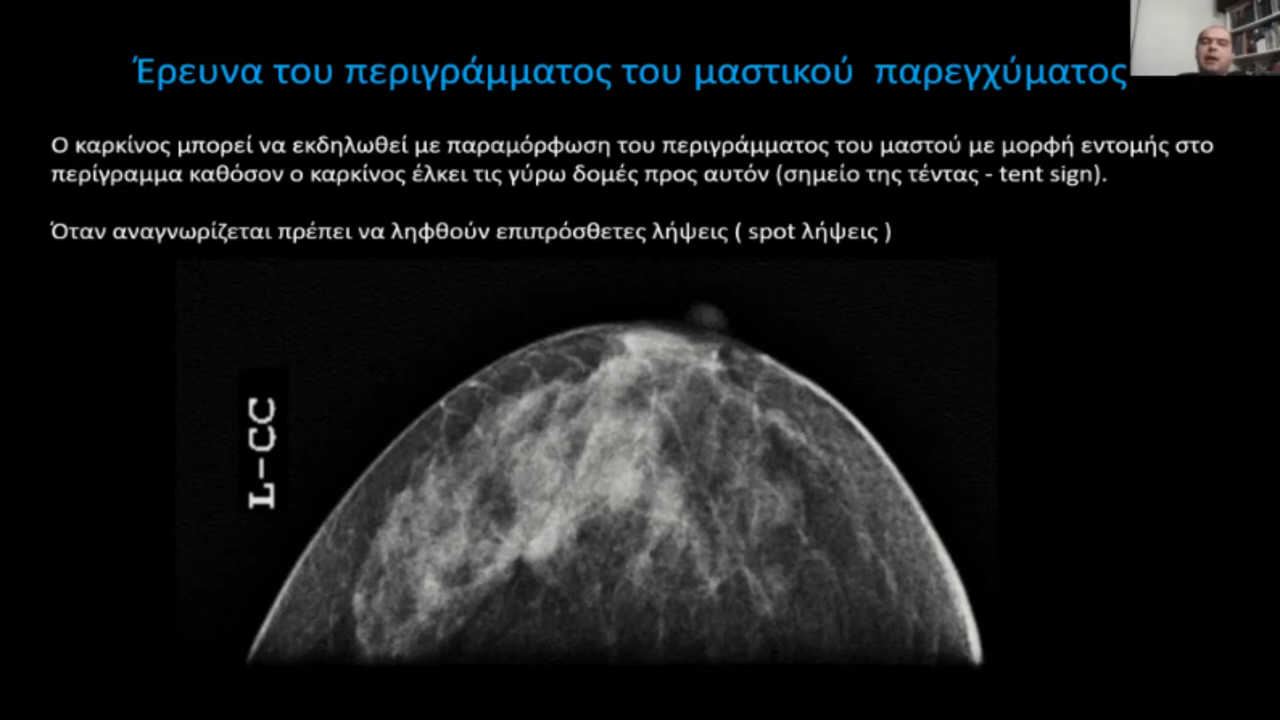 Έρευνα του περιγράμματος του μαστικού παρεγχύματος
Ο καρκίνος μπορεί να εκδηλωθεί με παραμόρφωση του περιγράμματος του μαστού με μορφή εντομής στο
περίγραμμα καθόσον ο καρκίνος έλκει τις γύρω δομές προς αυτόν (σημείο της τέντας - tent sign).
Όταν αναγνωρίζεται πρέπει να ληφθούν επιπρόσθετες λήψεις ( spot λήψεις )
L-CC